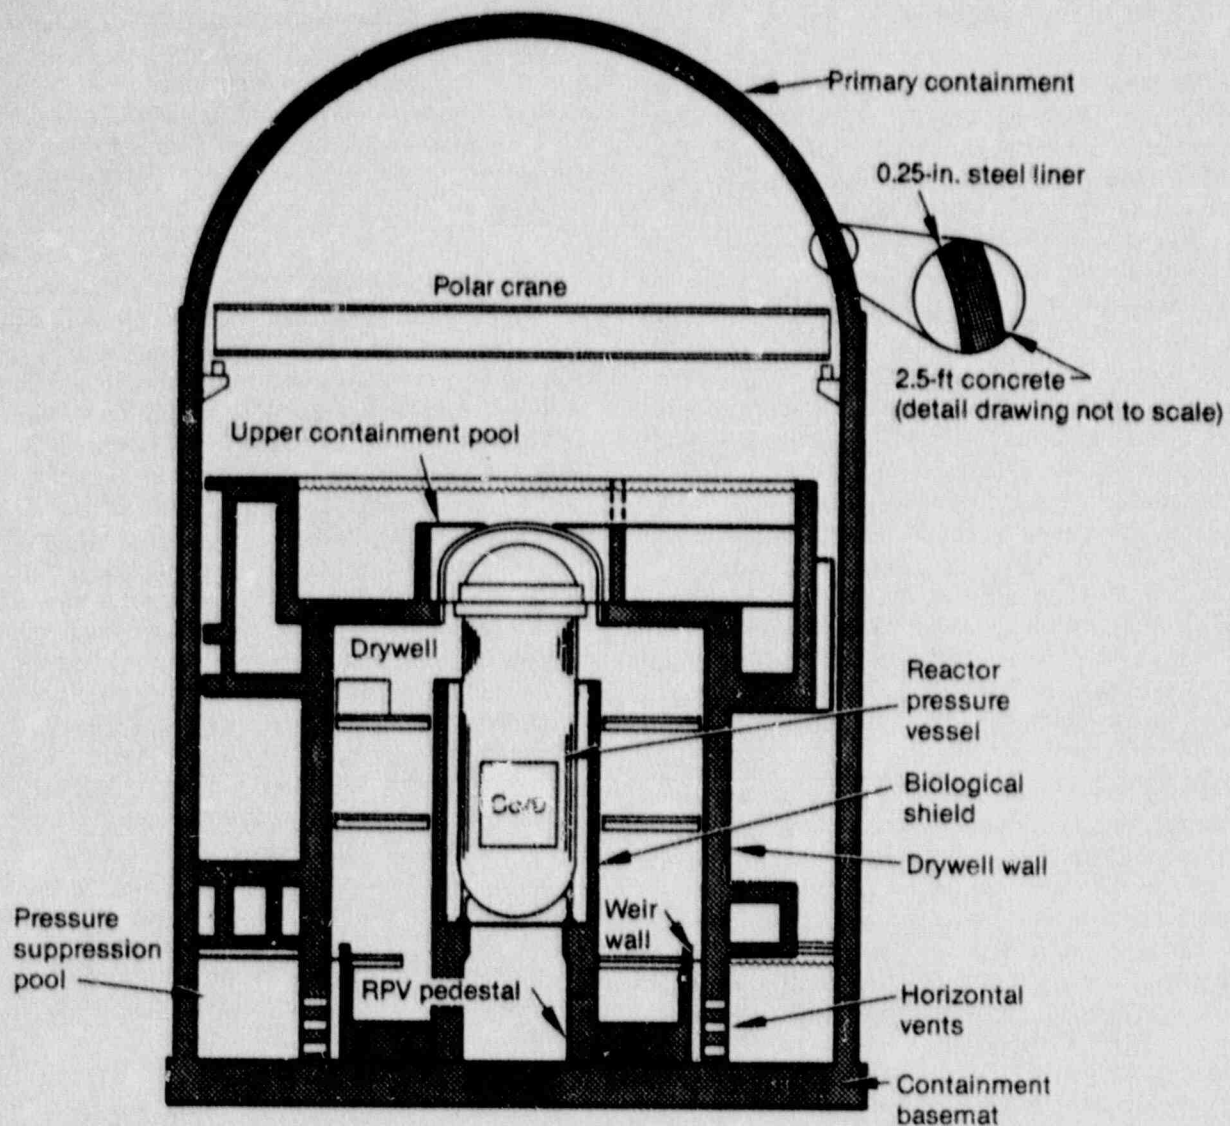 Primary containment
0.25-in. steel liner
Polar crane
2.5-ft concrete
(detail drawing not to scale)
Upper containment pool
Drywell
Reactor
pressure
vessel
Core
Biological
shield
Drywell wall
Weir
wall
Pressure
suppression
pool
RPV pedestal
Horizontal
vents
Containment
basemat